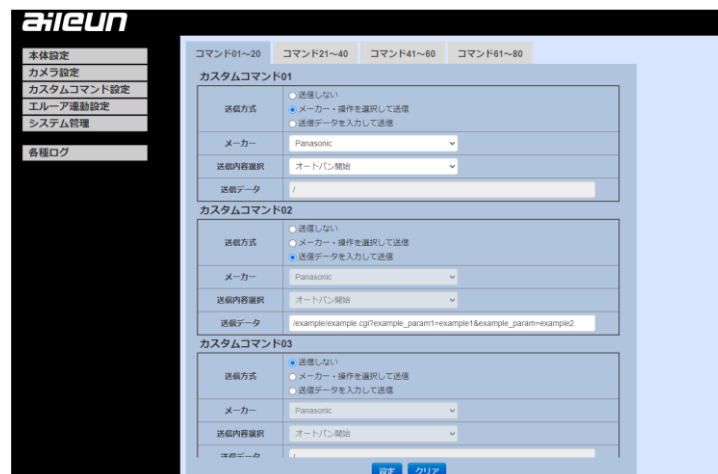 aileun
本体設定
カメラ設定
カスタムコマンド設定
エルーア連動設定
システム管理
各種ログ
コマンド01～20 コマンド21～40 コマンド41～60 コマンド61～80
カスタムコマンド01
送信方式
送信しない
メーカー・操作を選択して送信
送信データを入力して送信
メーカー Panasonic
送信内容選択 オートパン開始
送信データ /
カスタムコマンド02
送信方式
送信しない
メーカー・操作を選択して送信
送信データを入力して送信
メーカー Panasonic
送信内容選択 オートパン開始
送信データ /example/example.cgi?example_param1=example1&example_param=example2
カスタムコマンド03
送信方式
送信しない
メーカー・操作を選択して送信
送信データを入力して送信
メーカー Panasonic
送信内容選択 オートパン開始
送信データ /
設定 クリア